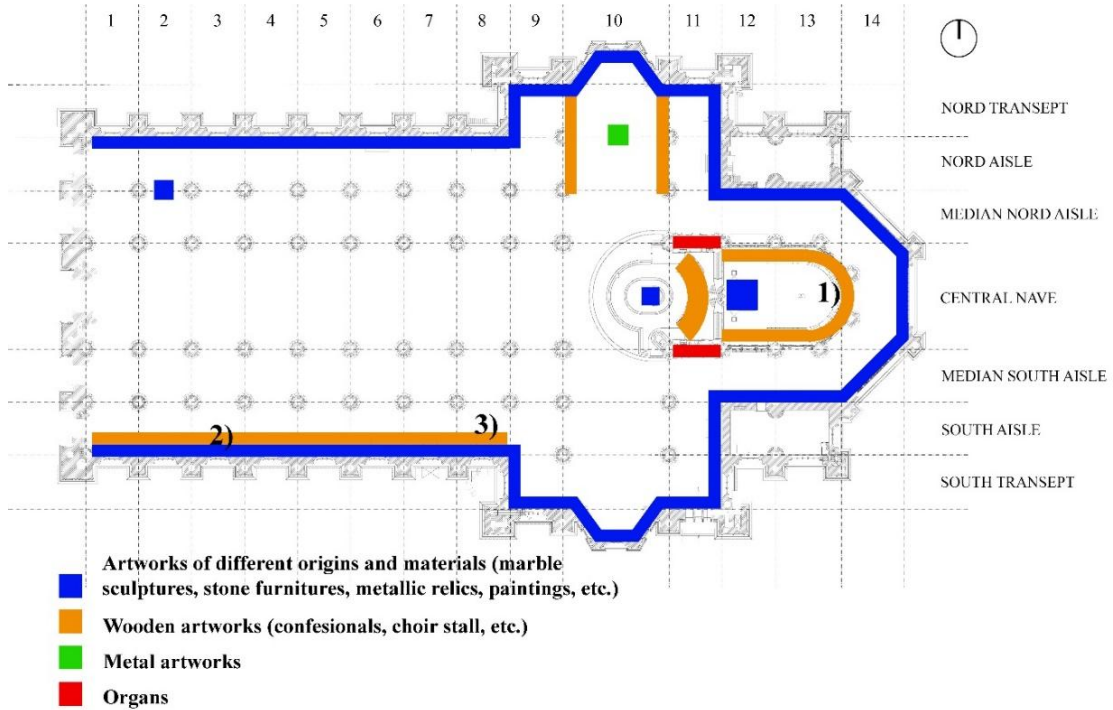 1 2 3 4 5 6 7 8 9 10 11 12 13 14
NORD TRANSEPT
NORD AISLE
MEDIAN NORD AISLE
CENTRAL NAVE
1)
MEDIAN SOUTH AISLE
SOUTH AISLE
2)
3)
SOUTH TRANSEPT
Artworks of different origins and materials (marble
sculptures, stone furnitures, metallic relics, paintings, etc.)
Wooden artworks (confesionals, choir stall, etc.)
Metal artworks
Organs